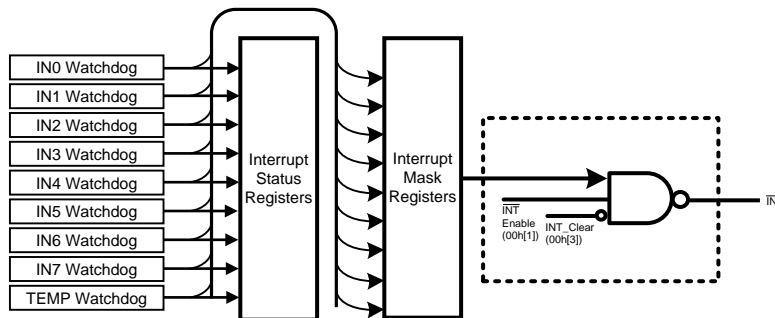 IN0 Watchdog
IN1 Watchdog
IN2 Watchdog
IN3 Watchdog
IN4 Watchdog
IN5 Watchdog
IN6 Watchdog
IN7 Watchdog
TEMP Watchdog
Interrupt
Status
Registers
Interrupt
Mask
Registers
INT
Enable
(00h[1])
INT_Clear
(00h[3])